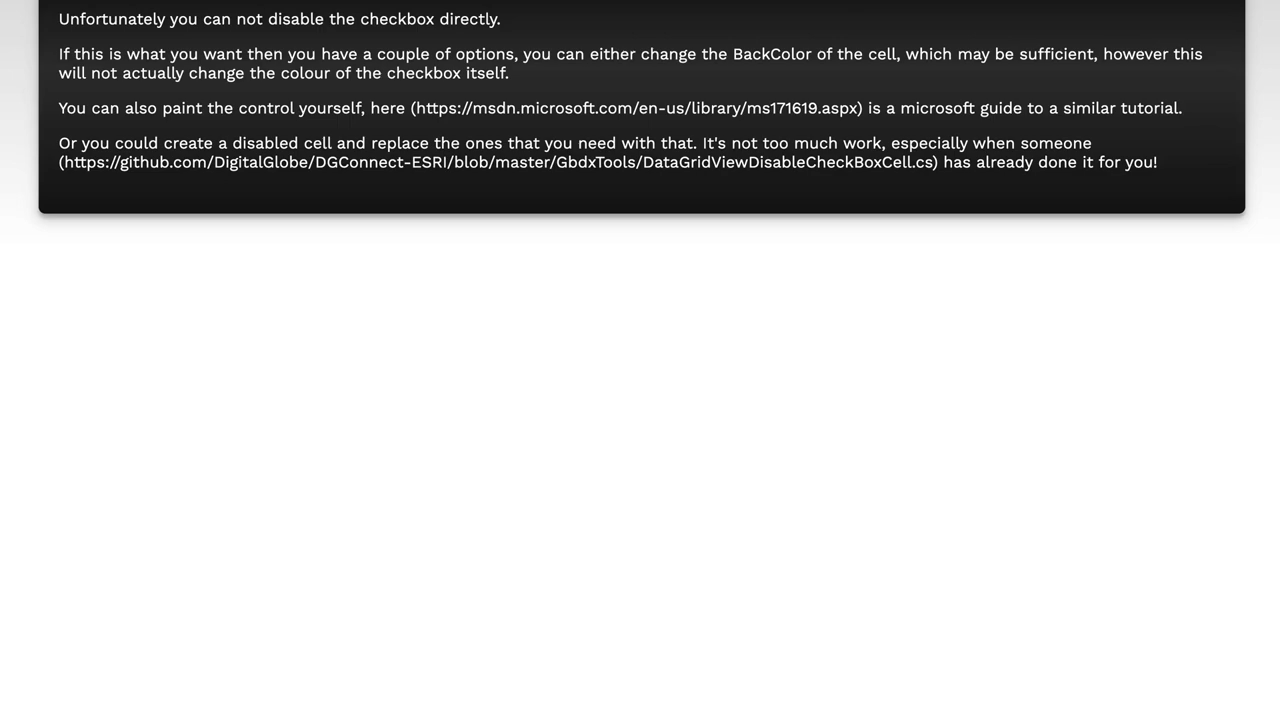 Unfortunately you can not disable the checkbox directly.
If this is what you want then you have a couple of options, you can either change the BackColor of the cell, which may be sufficient, however this
will not actually change the colour of the checkbox itself.
You can also paint the control yourself, here (https://msdn.microsoft.com/en-us/library/ms171619.aspx) is a microsoft guide to a similar tutorial.
Or you could create a disabled cell and replace the ones that you need with that. It's not too much work, especially when someone
(https://github.com/DigitalGlobe/DGConnect-ESRI/blob/master/GbdxTools/DataGridViewDisableCheckBoxCell.cs) has already done it for you!